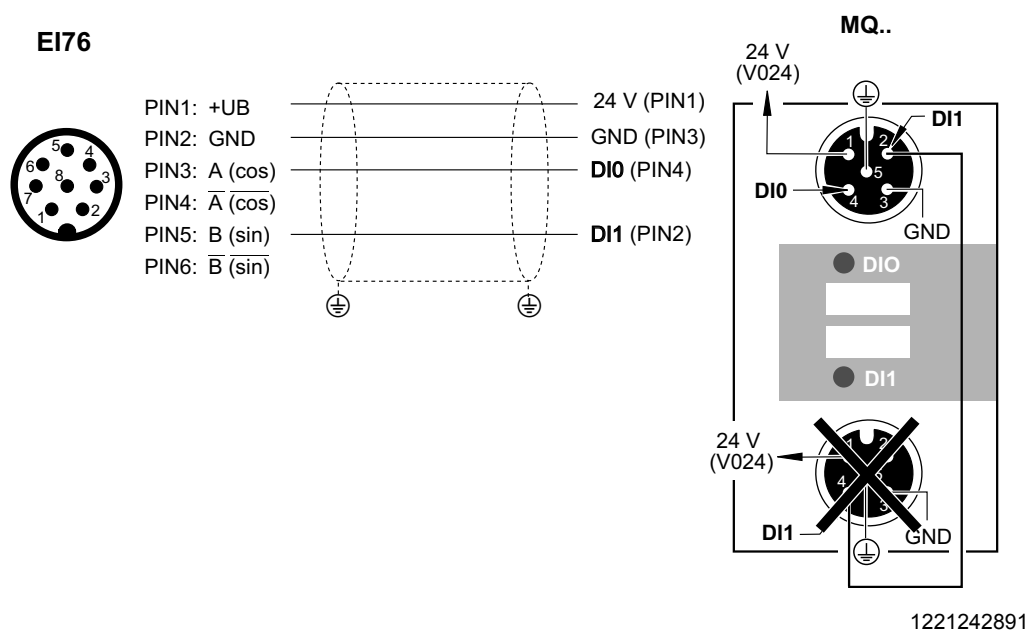 EI76
MQ..
24 V
(V024)
PIN1: +UB
24 V (PIN1)
PIN2: GND
GND (PIN3)
PIN3: A (cos)
DI0 (PIN4)
PIN4: A̅ (c̅o̅s̅)
PIN5: B (sin)
DI1 (PIN2)
PIN6: B̅ (s̅i̅n̅)
5
4
6
8
3
7
1
2
1
2
DI1
5
DI0
4
3
GND
DIO
DI1
24 V
(V024)
1
2
4
5
3
DI1
GND
1221242891